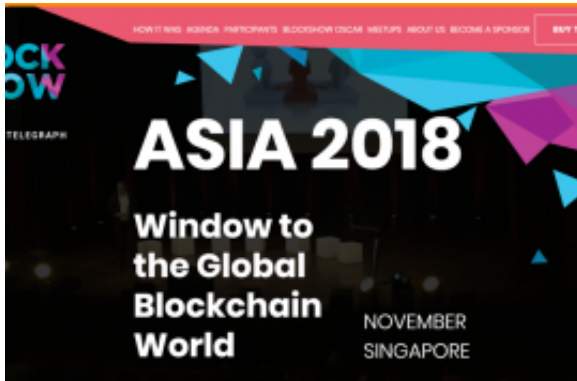 HOW IT WAS AGENDA PARTICIPANTS BLOCKSHOW OSCAR MEETUPS ABOUT US BECOME A SPONSOR BUY T
OCK
OW
TELEGRAPH
ASIA 2018
Window to
the Global
Blockchain
World
NOVEMBER
SINGAPORE